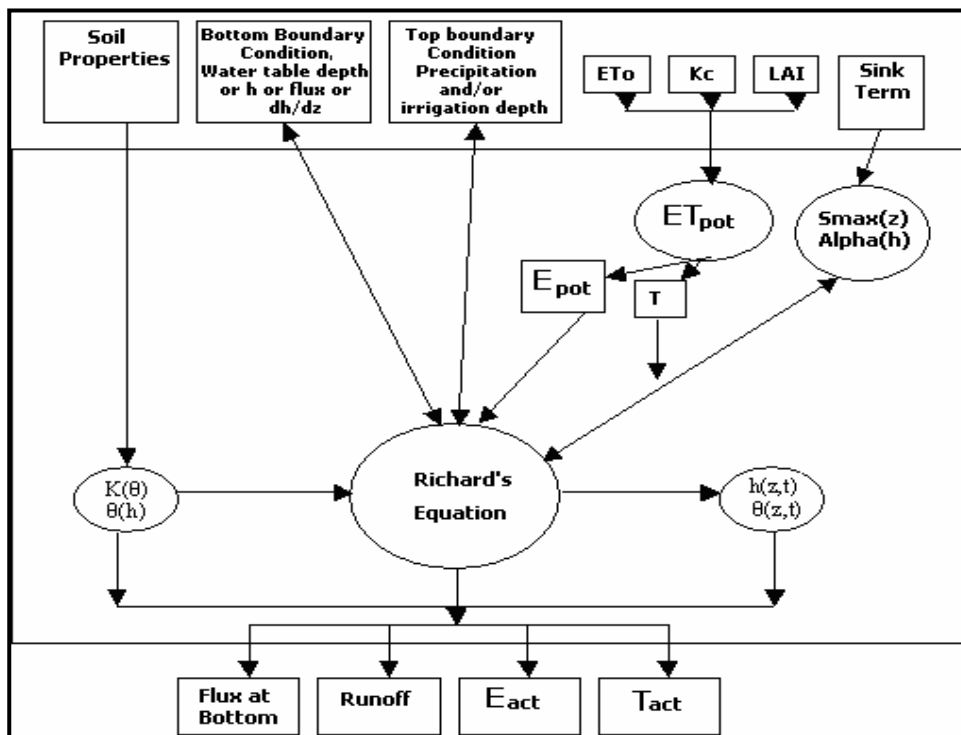 Soil
Properties
Bottom Boundary
Condition,
Water table depth
or h or flux or
dh/dz
Top boundary
Condition
Precipitation
and/or
irrigation depth
ETo
Kc
LAI
Sink
Term
ETpot
Smax(z)
Alpha(h)
Epot
T
K(θ)
θ(h)
Richard's
Equation
h(z,t)
θ(z,t)
Flux at
Bottom
Runoff
Eact
Tact